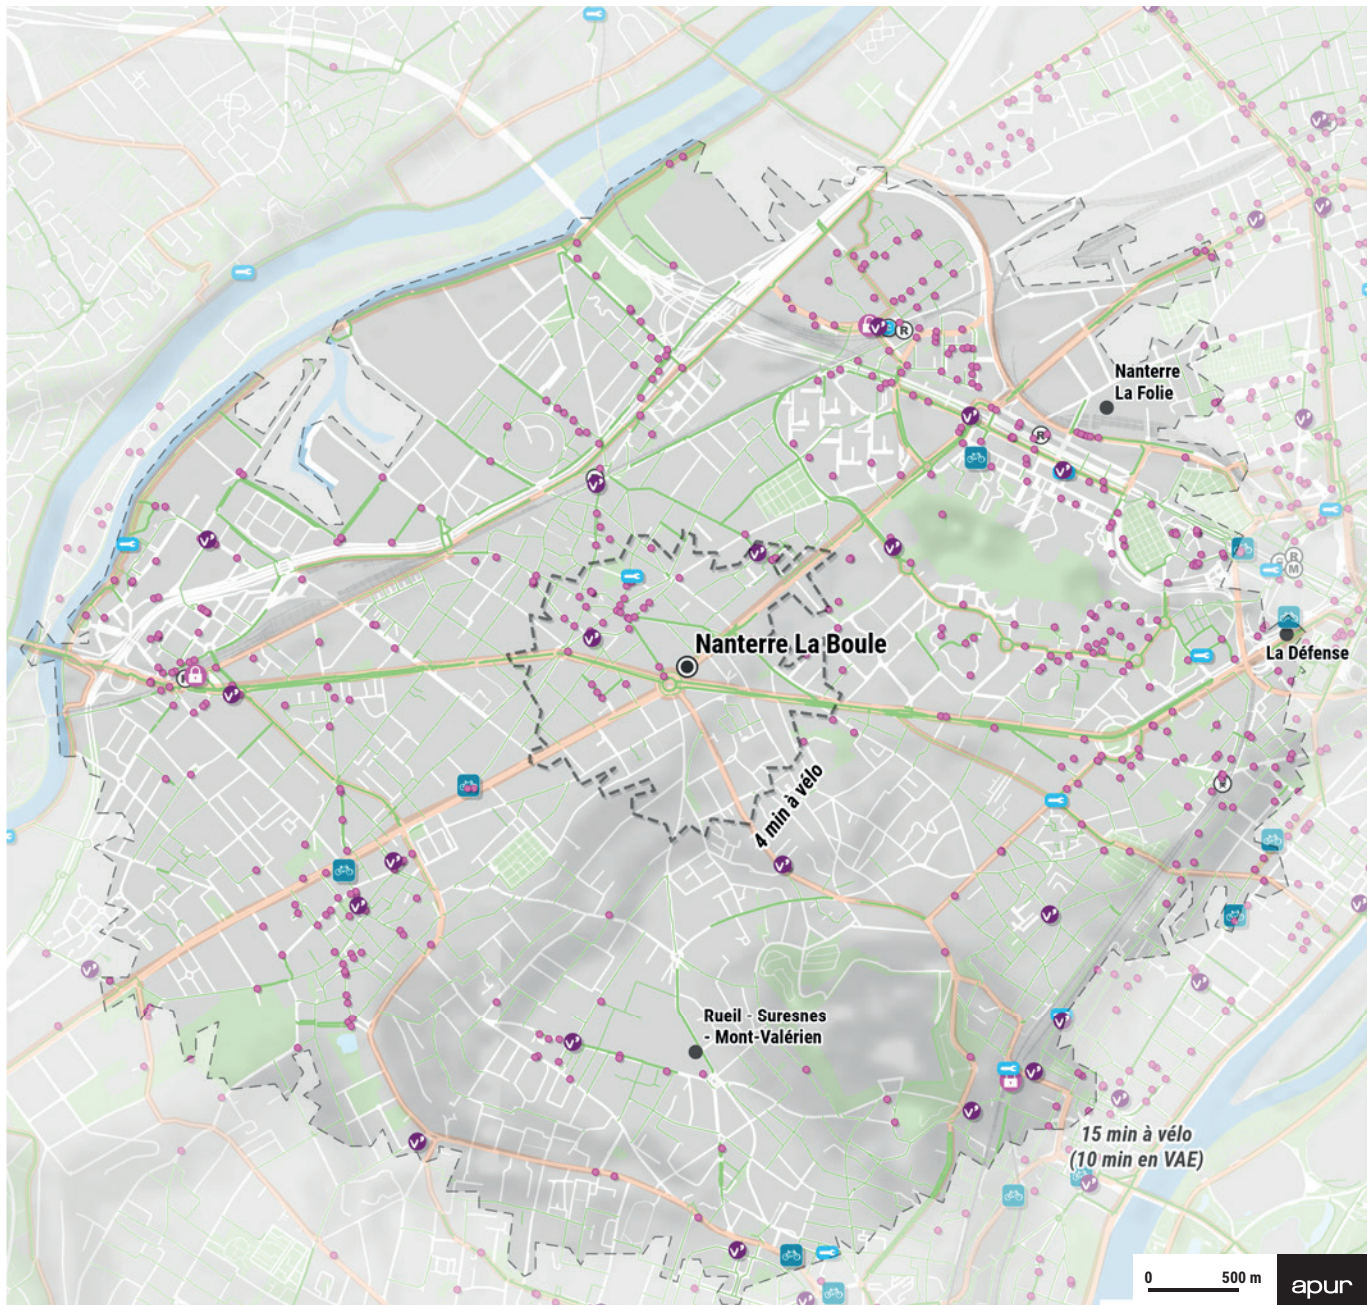 Nanterre
La Folie
R
R
R
M
Nanterre La Boule
La Défense
4 min à vélo
Rueil - Suresnes
- Mont-Valérien
15 min à vélo
(10 min en VAE)
0 500 m
apur